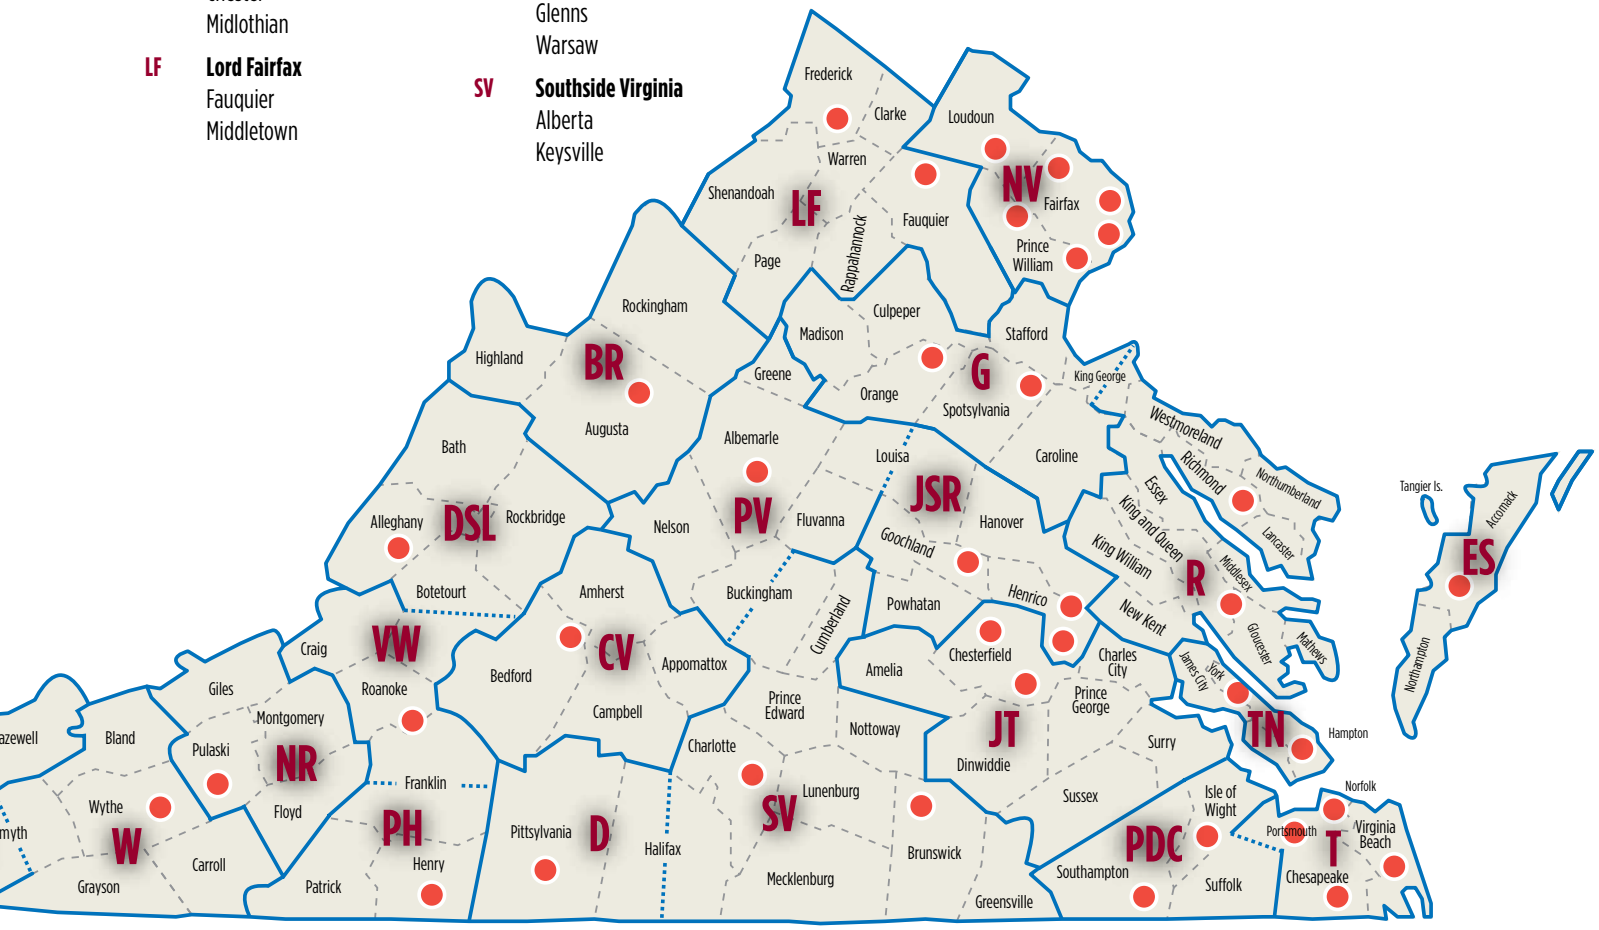 Midlothian
LF Lord Fairfax
Fauquier
Middletown
Glenns
Warsaw
SV Southside Virginia
Alberta
Keysville
Frederick
Clarke
Loudoun
Warren
NV
Fairfax
Shenandoah
LF
Fauquier
Rappahannock
Page
Prince
William
Rockingham
Culpeper
Madison
Stafford
Highland
BR
Greene
G
King George
Orange
Spotsylvania
Augusta
Westmoreland
Bath
Albemarle
Louisa
Caroline
Richmond
Northumberland
Essex
JSR
Tangier Is.
Accomack
Alleghany
DSL
Rockbridge
Nelson
PV
Fluvanna
Hanover
King and Queen
Goochland
King William
Lancaster
ES
Middlesex
R
Botetourt
Amherst
Buckingham
Powhatan
Henrico
New Kent
Cumberland
Gloucester
Mathews
Craig
VW
CV
Appomattox
Amelia
Chesterfield
Charles
City
James City
York
Northampton
Bedford
Giles
Roanoke
Prince
Edward
Prince
George
Montgomery
Campbell
Nottoway
JT
TN
Hampton
azewell
Bland
Pulaski
NR
Charlotte
Surry
Dinwiddie
Franklin
Lunenburg
Sussex
Isle of
Wight
Norfolk
Wythe
Floyd
PH
SV
Portsmouth
Virginia
Beach
myth
W
Pittsylvania
D
Halifax
Brunswick
PDC
T
Carroll
Henry
Southampton
Chesapeake
Grayson
Patrick
Mecklenburg
Suffolk
Greensville